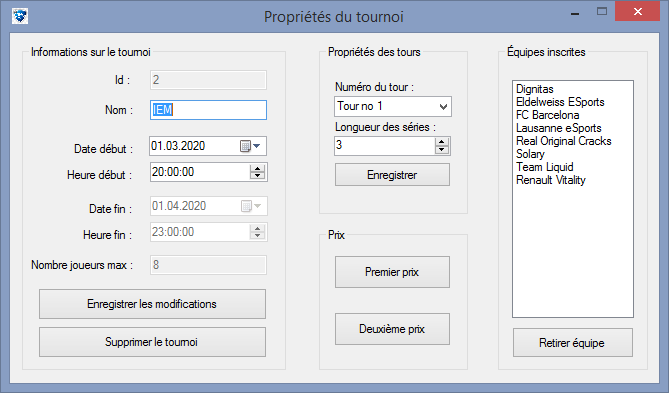 Propriétés du tournoi
Informations sur le tournoi
Id : 2
Nom : IEM
Date début : 01.03.2020
Heure début : 20:00:00
Date fin : 01.04.2020
Heure fin : 23:00:00
Nombre joueurs max : 8
Enregistrer les modifications
Supprimer le tournoi
Propriétés des tours
Numéro du tour :
Tour no 1
Longueur des séries :
3
Enregistrer
Prix
Premier prix
Deuxième prix
Équipes inscrites
Dignitas
Eldelweiss ESports
FC Barcelona
Lausanne eSports
Real Original Cracks
Solary
Team Liquid
Renault Vitality
Retirer équipe